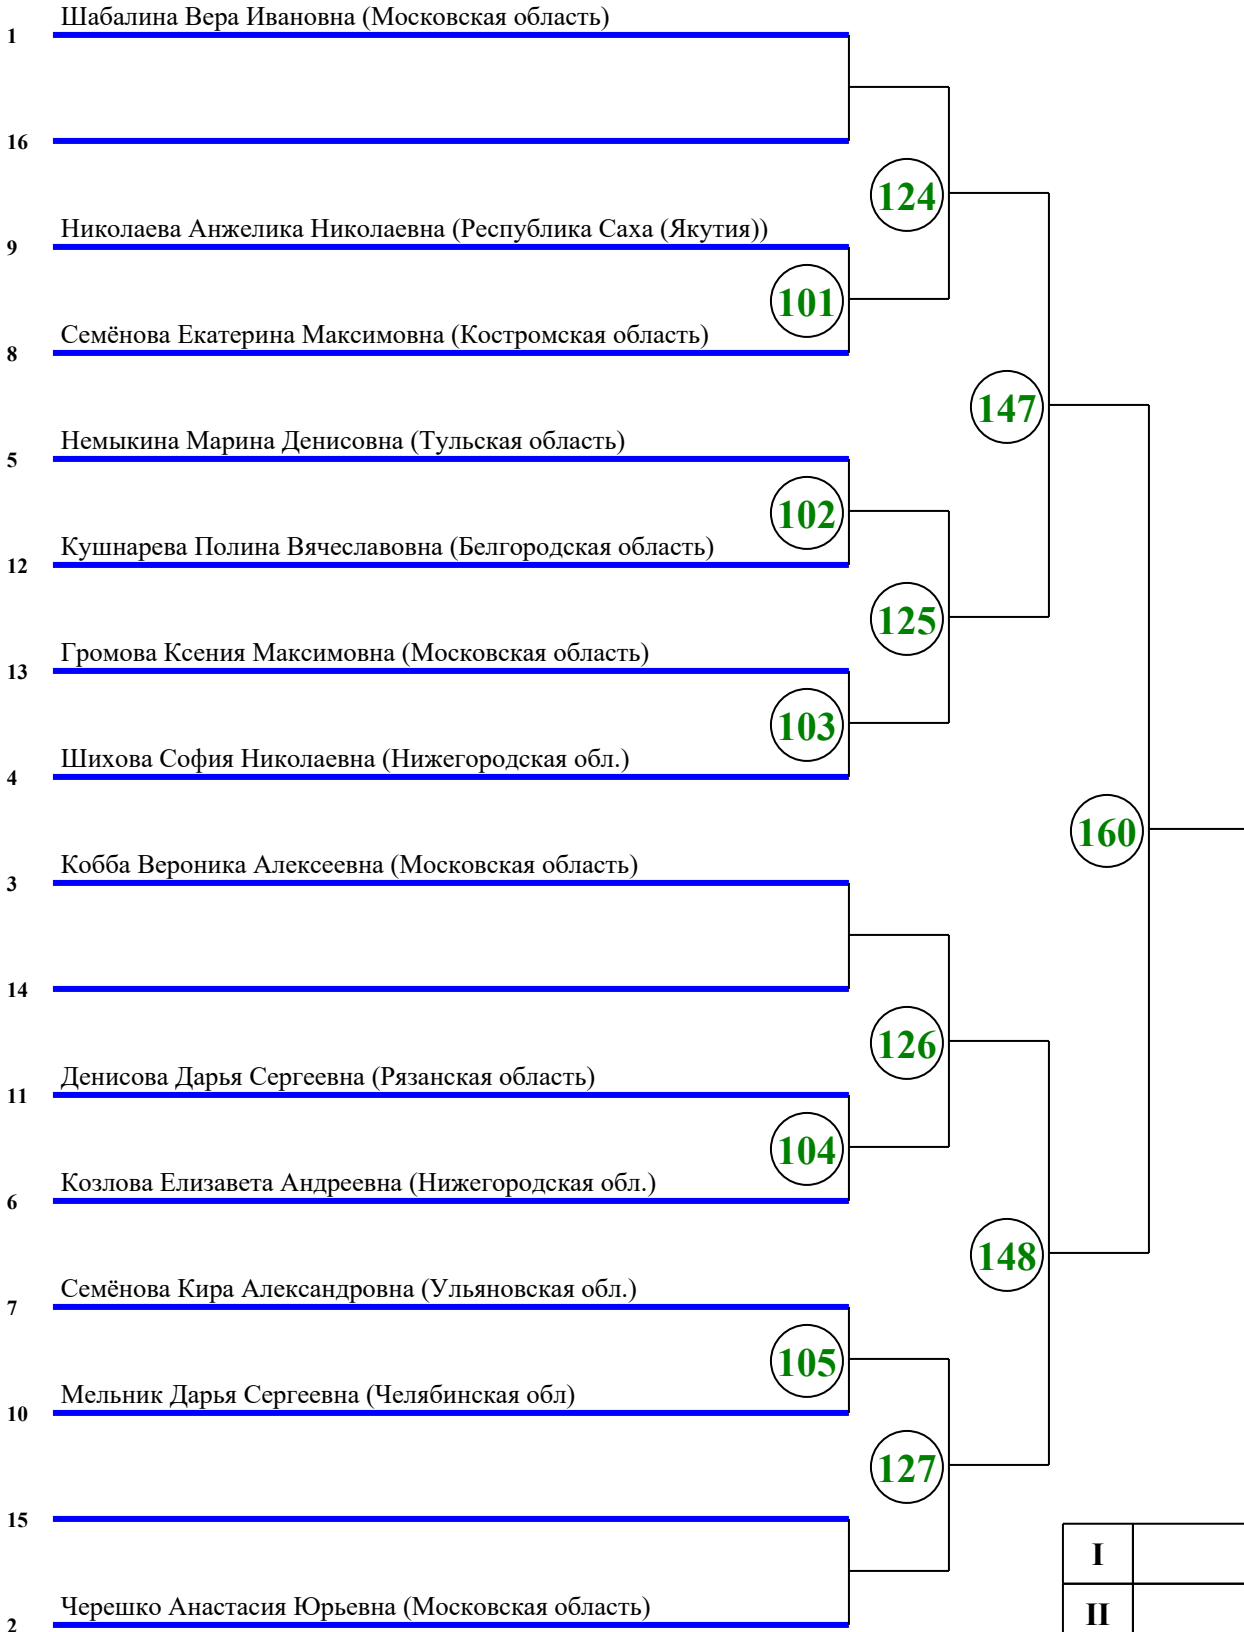 Шабалина Вера Ивановна (Московская область)
1
16
124
Николаева Анжелика Николаевна (Республика Саха (Якутия))
9
101
Семёнова Екатерина Максимовна (Костромская область)
8
147
Немыкина Марина Денисовна (Тульская область)
5
102
Кушнарева Полина Вячеславовна (Белгородская область)
12
125
Громова Ксения Максимовна (Московская область)
13
103
Шихова София Николаевна (Нижегородская обл.)
4
160
Кобба Вероника Алексеевна (Московская область)
3
14
126
Денисова Дарья Сергеевна (Рязанская область)
11
104
Козлова Елизавета Андреевна (Нижегородская обл.)
6
148
Семёнова Кира Александровна (Ульяновская обл.)
7
105
Мельник Дарья Сергеевна (Челябинская обл)
10
127
15
I
Черешко Анастасия Юрьевна (Московская область)
2
II